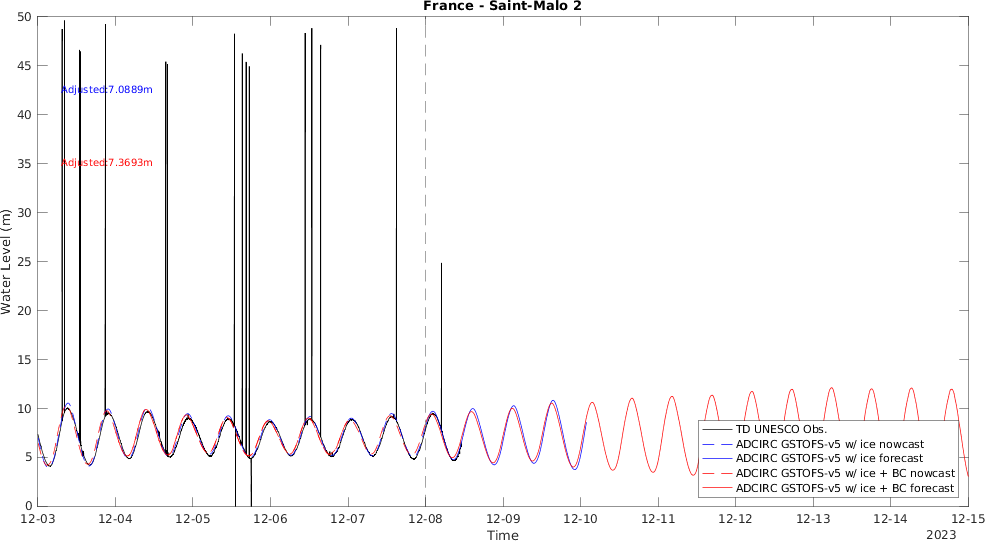 France - Saint-Malo 2
50
45
40
35
30
25
20
15
10
5
0
Water Level (m)
Adjusted:7.0889m
Adjusted:7.3693m
TD UNESCO Obs.
ADCIRC GSTOFS-v5 w/ ice nowcast
ADCIRC GSTOFS-v5 w/ ice forecast
ADCIRC GSTOFS-v5 w/ ice + BC nowcast
ADCIRC GSTOFS-v5 w/ ice + BC forecast
12-03 12-04 12-05 12-06 12-07 12-08 12-09 12-10 12-11 12-12 12-13 12-14 12-15
Time
2023